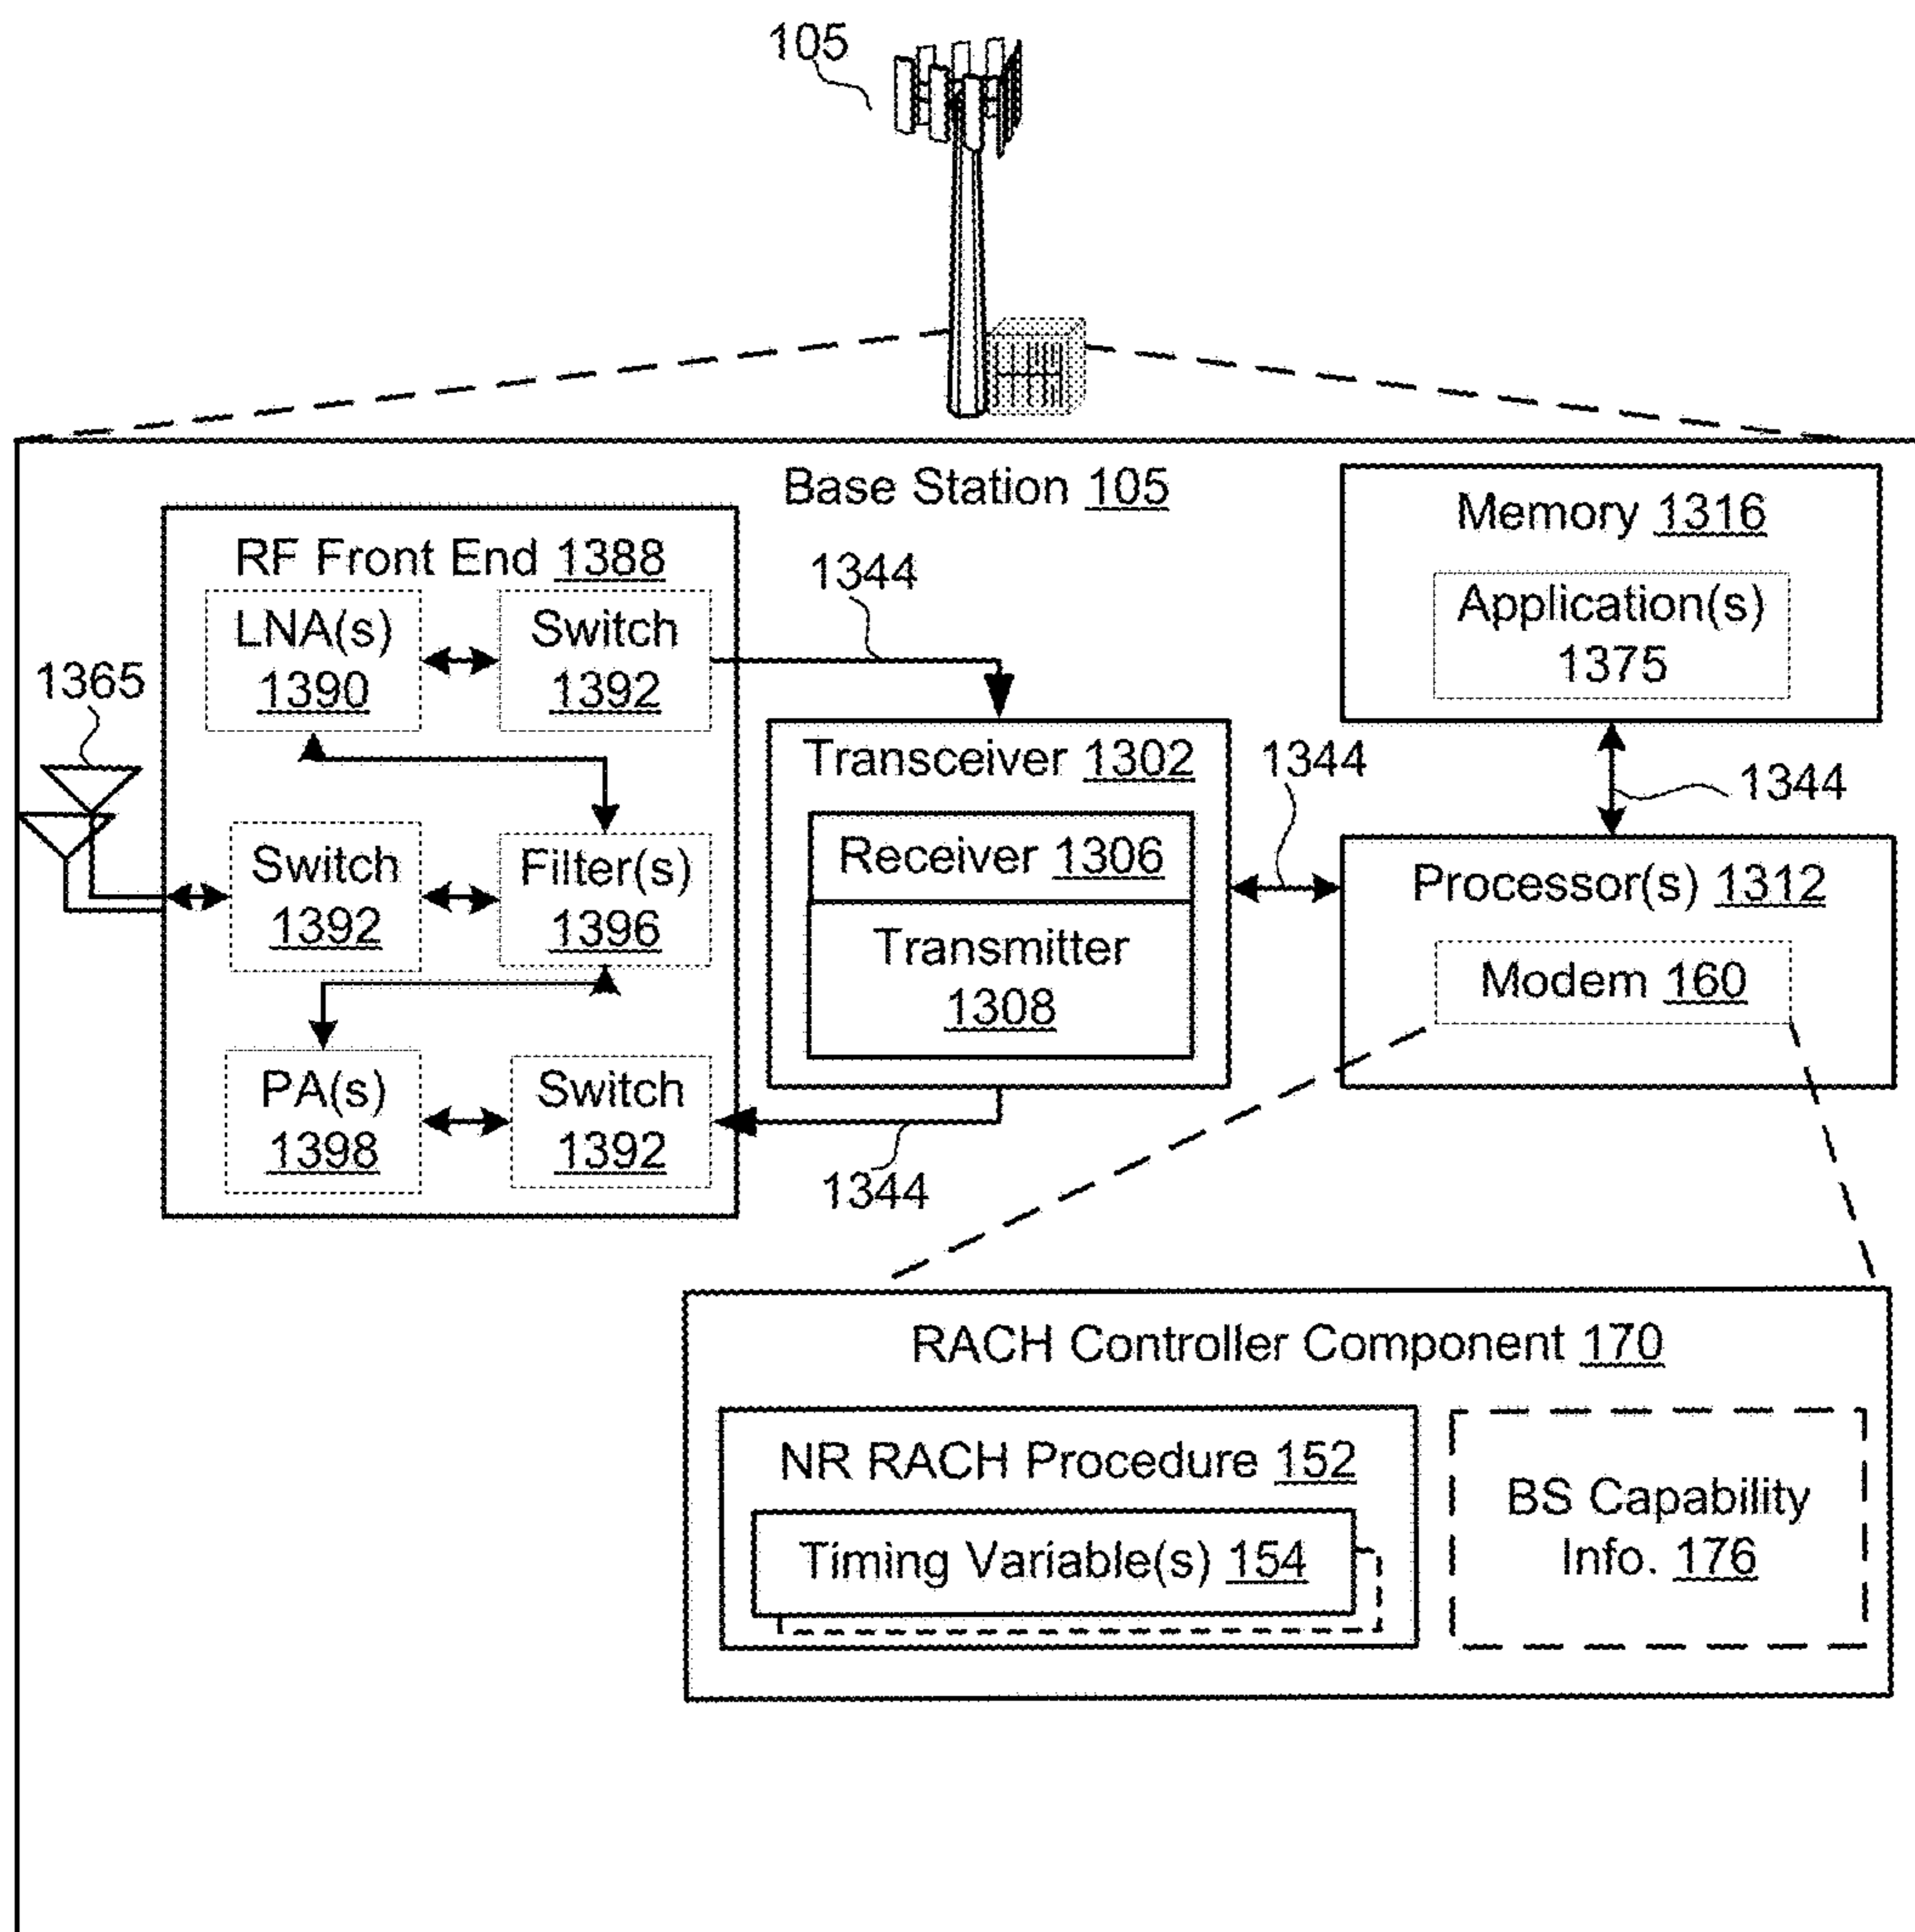 105
Base Station 105
RF Front End 1388
LNA(s)
1390
Switch
1392
1344
1365
Switch
1392
Filter(s)
1396
PA(s)
1398
Switch
1392
1344
Transceiver 1302
Receiver 1306
Transmitter
1308
1344
Memory 1316
Application(s)
1375
1344
Processor(s) 1312
Modem 160
RACH Controller Component 170
NR RACH Procedure 152
Timing Variable(s) 154
BS Capability
Info. 176